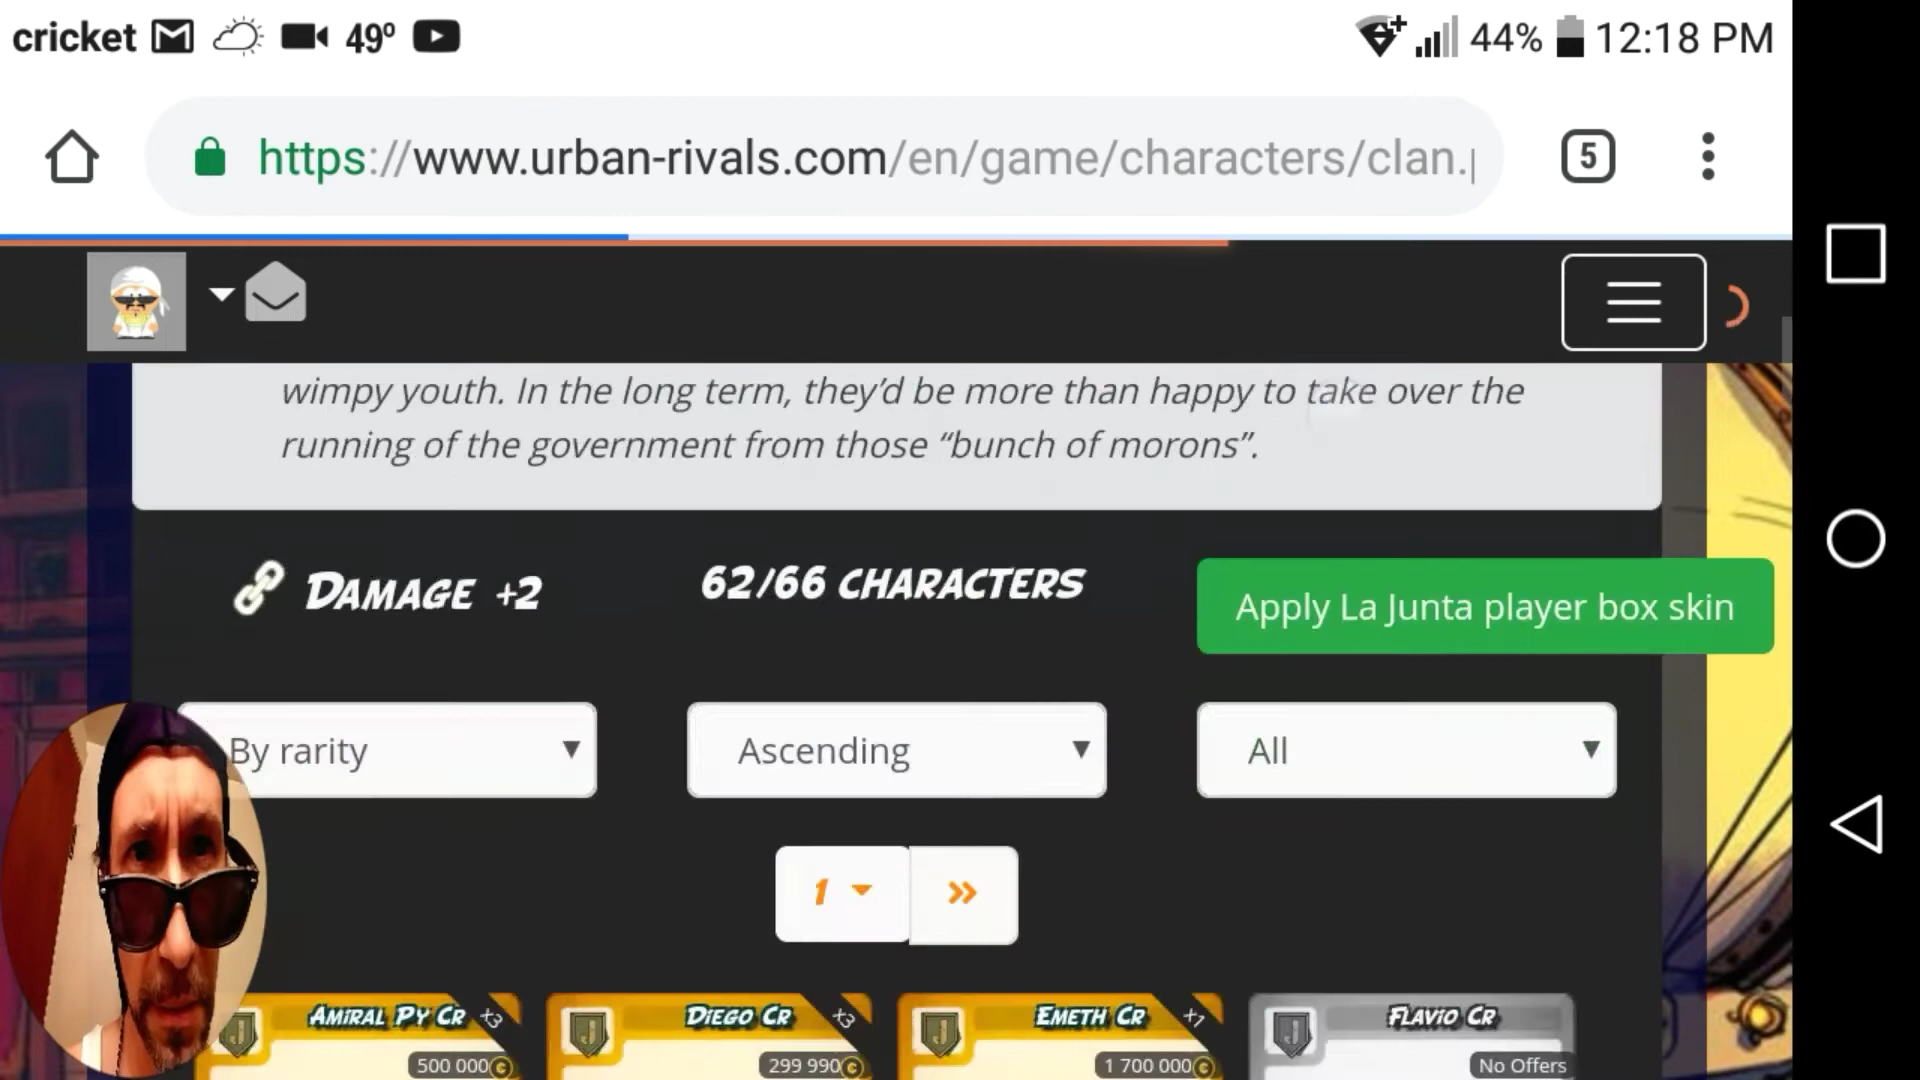 cricket 49° 44% 12:18 PM
https://www.urban-rivals.com/en/game/characters/clan.p
5
wimpy youth. In the long term, they'd be more than happy to take over the
running of the government from those “bunch of morons”.
DAMAGE +2
62/66 CHARACTERS
Apply La Junta player box skin
By rarity
Ascending
All
1 »
AMIRAL PY CR X3
DIEGO CR X3
EMETH CR X1
FLAVIO CR
500 000
299 990
1 700 000
No Offers